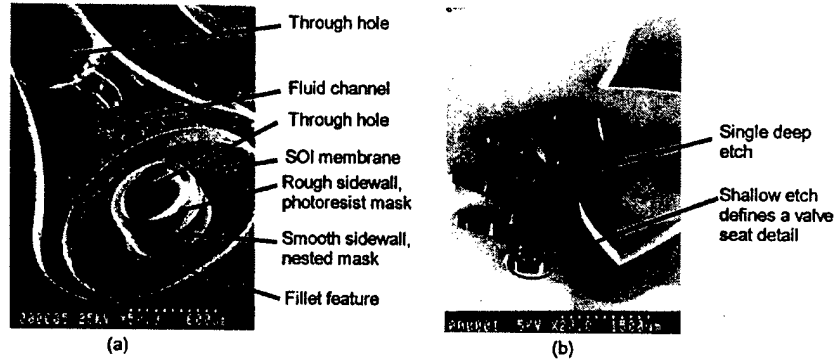 Through hole
Fluid channel
Through hole
SOI membrane
Rough sidewall,
photoresist mask
Smooth sidewall,
nested mask
Fillet feature
(a)
Single deep
etch
Shallow etch
defines a valve
seat detail
(b)